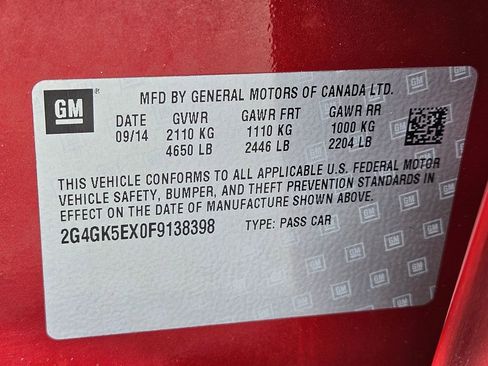 GM
MFD BY GENERAL MOTORS OF CANADA LTD.
DATE GVWR GAWR FRT GAWR RR
09/14 2110 KG 1110 KG 1000 KG
4650 LB 2446 LB 2204 LB
THIS VEHICLE CONFORMS TO ALL APPLICABLE U.S. FEDERAL MOTOR
VEHICLE SAFETY, BUMPER, AND THEFT PREVENTION STANDARDS IN
EFFECT ON THE DATE OF MANUFACTURE SHOWN ABOVE.
2G4GK5EX0F9138398 TYPE: PASS CAR